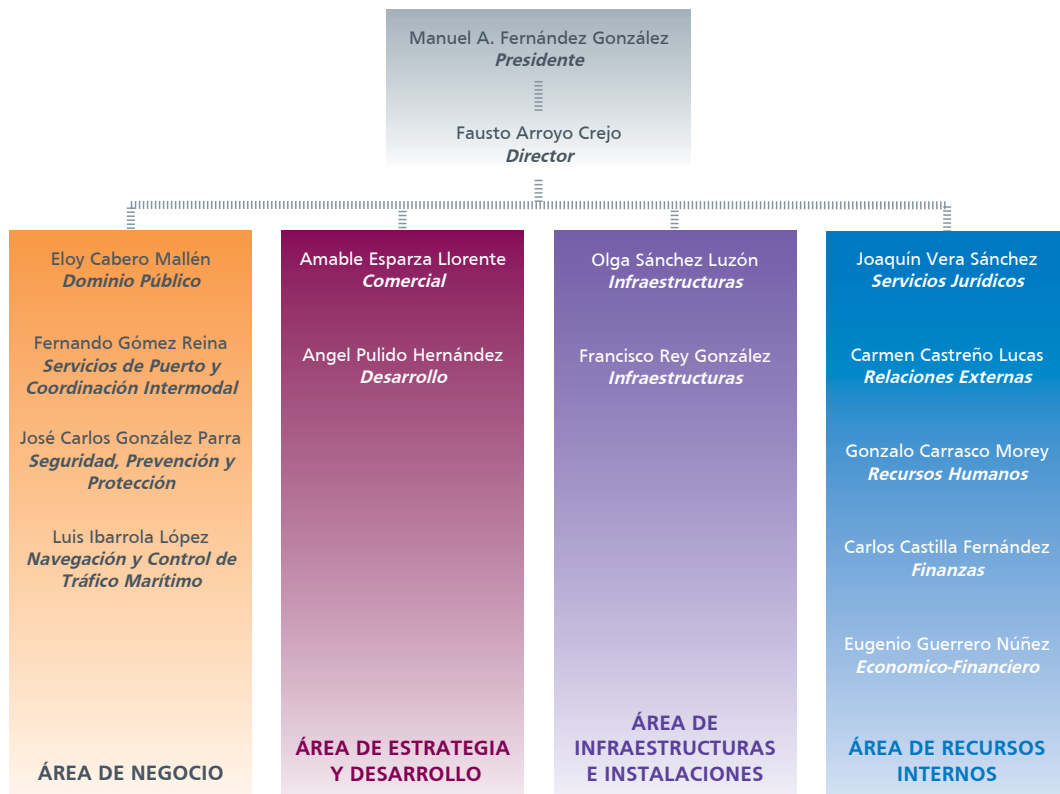 Manuel A. Fernández González
Presidente
Fausto Arroyo Crejo
Director
Eloy Cabero Mallén
Dominio Público
Fernando Gómez Reina
Servicios de Puerto y
Coordinación Intermodal
José Carlos González Parra
Seguridad, Prevención y
Protección
Luis Ibarrola López
Navegación y Control de
Tráfico Marítimo
ÁREA DE NEGOCIO
Amable Esparza Llorente
Comercial
Angel Pulido Hernández
Desarrollo
ÁREA DE ESTRATEGIA
Y DESARROLLO
Olga Sánchez Luzón
Infraestructuras
Francisco Rey González
Infraestructuras
ÁREA DE
INFRAESTRUCTURAS
E INSTALACIONES
Joaquín Vera Sánchez
Servicios Jurídicos
Carmen Castreño Lucas
Relaciones Externas
Gonzalo Carrasco Morey
Recursos Humanos
Carlos Castilla Fernández
Finanzas
Eugenio Guerrero Núñez
Economico-Financiero
ÁREA DE RECURSOS
INTERNOS